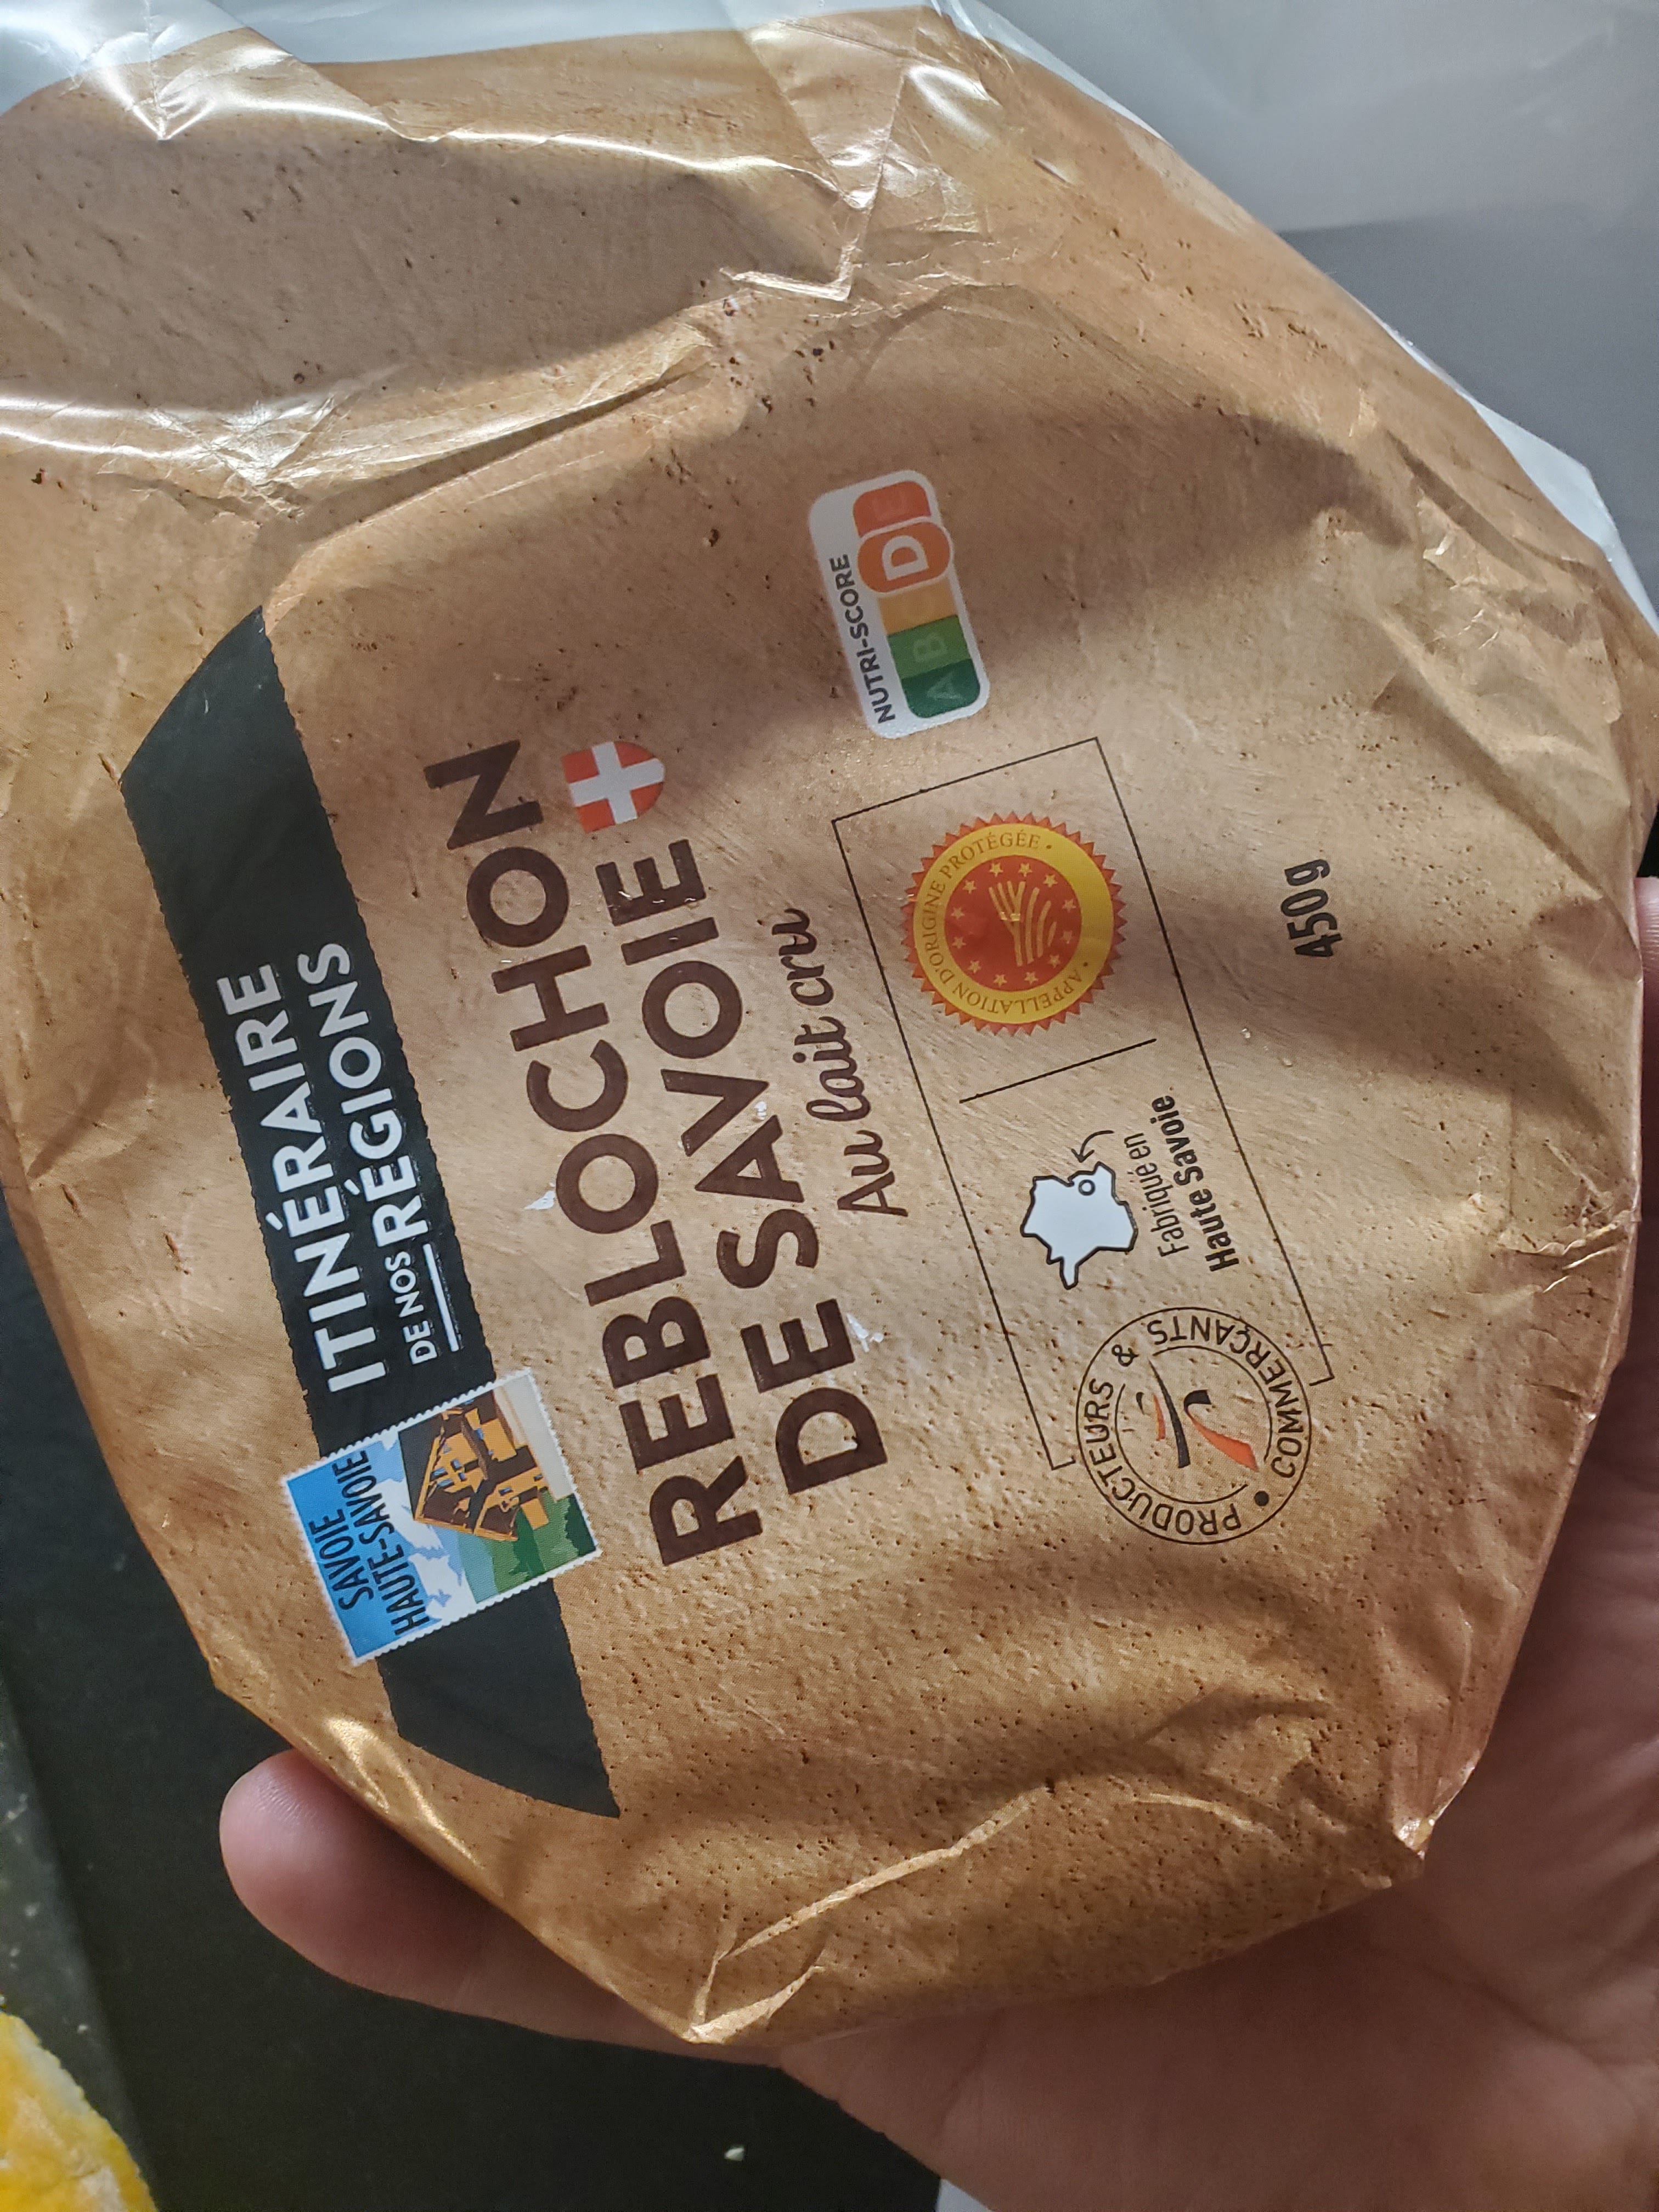 ITINÉRAIRE
DE NOS RÉGIONS
SAVOIE
HAUTE-SAVOIE
REBLOCHON
DE SAVOIE
Au lait cru
NUTRI-SCORE
A B D E
APPELLATION D'ORIGINE PROTÉGÉE •
Fabriqué en
Haute Savoie.
PRODUCTEURS & COMMERÇANTS •
450g